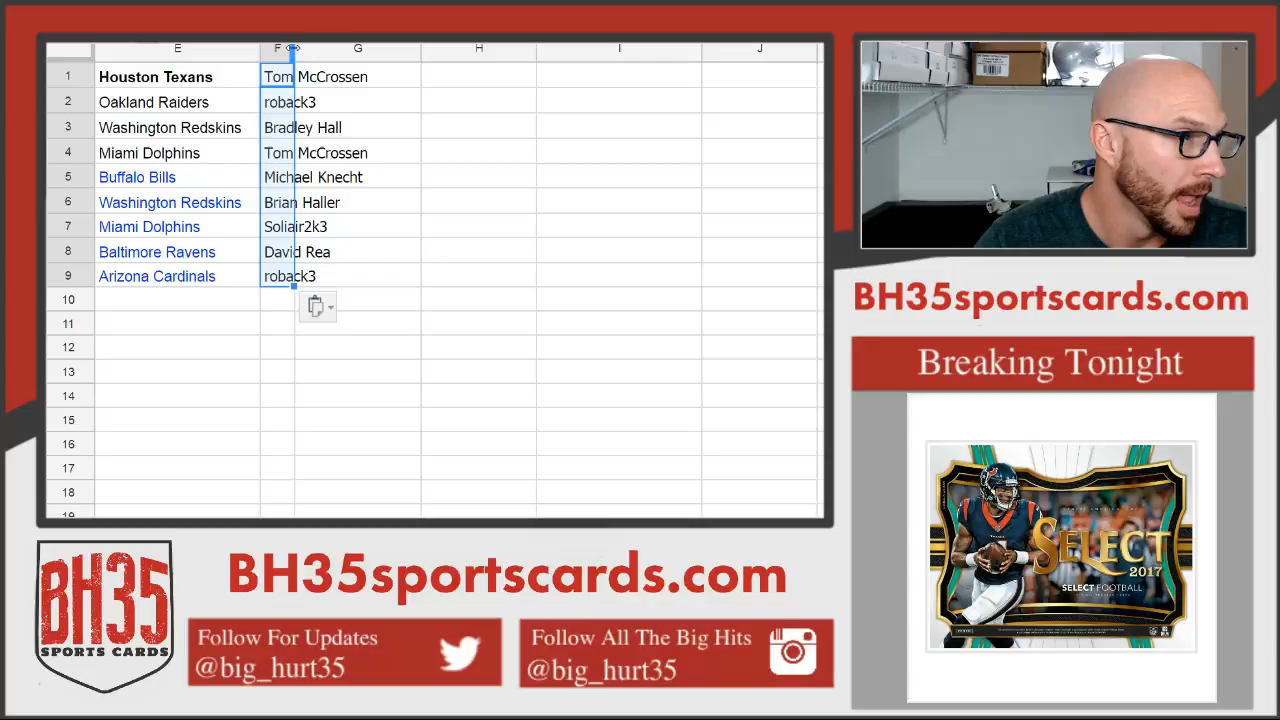 E F G H I J
1 Houston Texans Tom McCrossen
2 Oakland Raiders roback3
3 Washington Redskins Bradley Hall
4 Miami Dolphins Tom McCrossen
5 Buffalo Bills Michael Knecht
6 Washington Redskins Brian Haller
7 Miami Dolphins Soliair2k3
8 Baltimore Ravens David Rea
9 Arizona Cardinals roback3
10
11
12
13
14
15
16
17
18
19
BH35sportscards.com
Breaking Tonight
SELECT
2017
SELECT FOOTBALL
BH35
SPORTS CARDS
BH35sportscards.com
Follow For Updates
@big_hurt35
Follow All The Big Hits
@big_hurt35